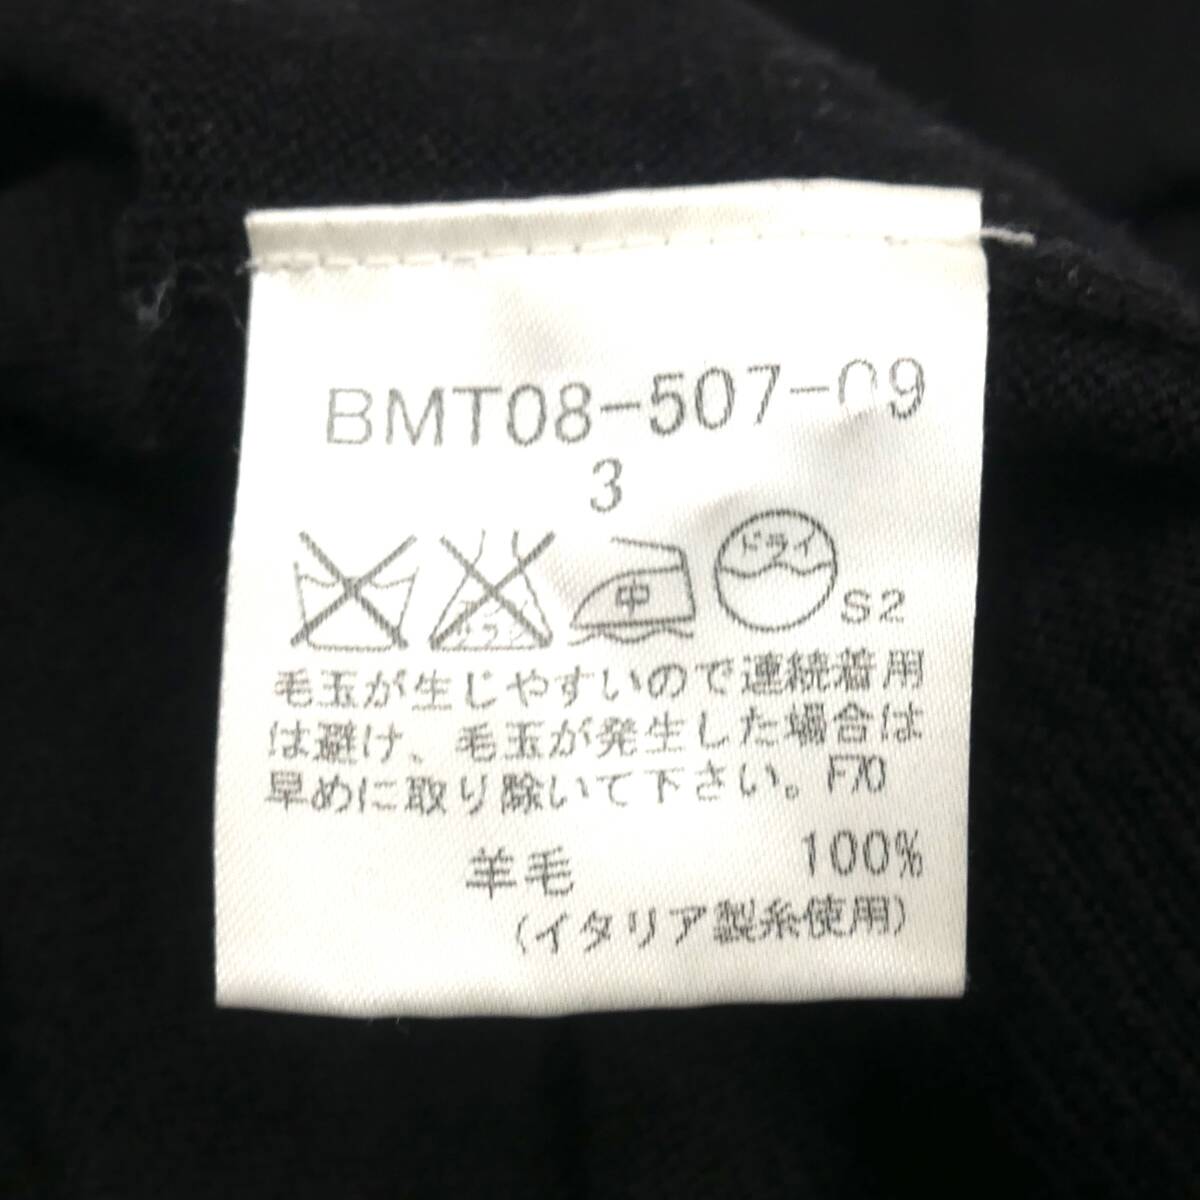 BMT08-507-09
3
中
ドライ
S2
毛玉が生じやすいので連続着用
は避け、毛玉が発生した場合は
早めに取り除いて下さい。F70
羊毛 100%
(イタリア製糸使用)